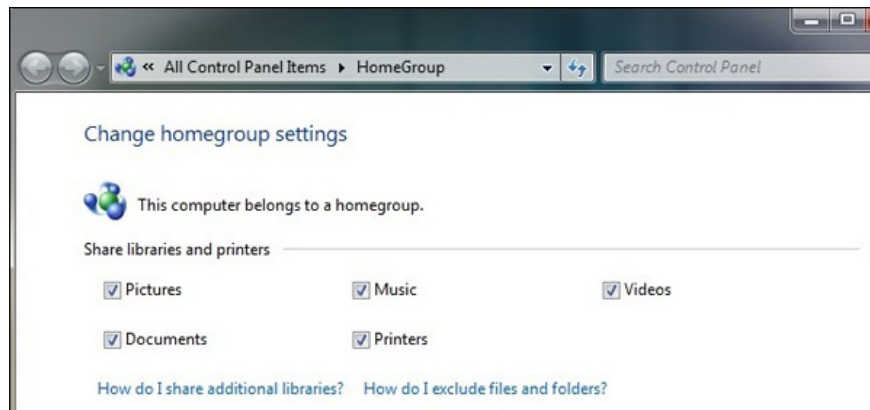 « All Control Panel Items ▸ HomeGroup Search Control Panel
Change homegroup settings
This computer belongs to a homegroup.
Share libraries and printers
Pictures Music Videos
Documents Printers
How do I share additional libraries? How do I exclude files and folders?